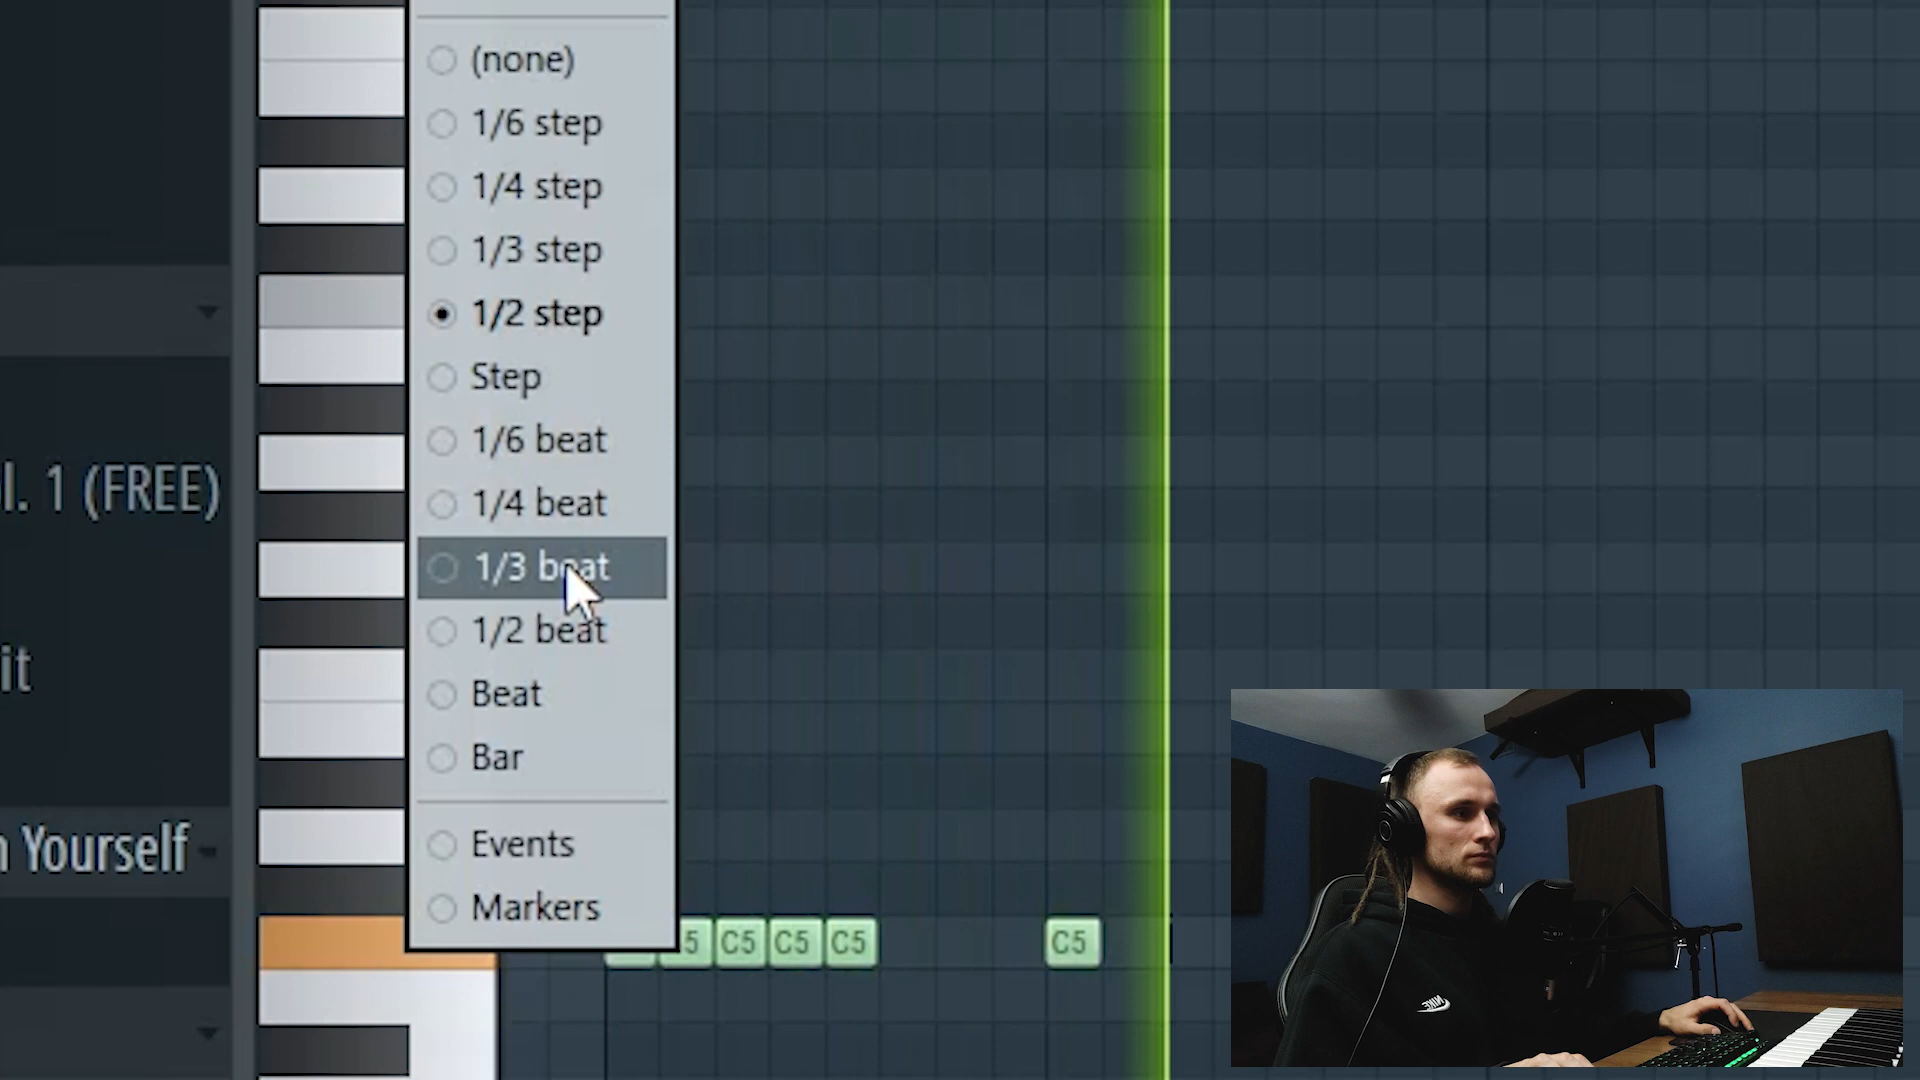 (none)
1/6 step
1/4 step
1/3 step
1/2 step
Step
1/6 beat
1/4 beat
1/3 beat
1/2 beat
Beat
Bar
Events
Markers
l. 1 (FREE)
it
n Yourself
5 C5 C5 C5 C5
NIKE